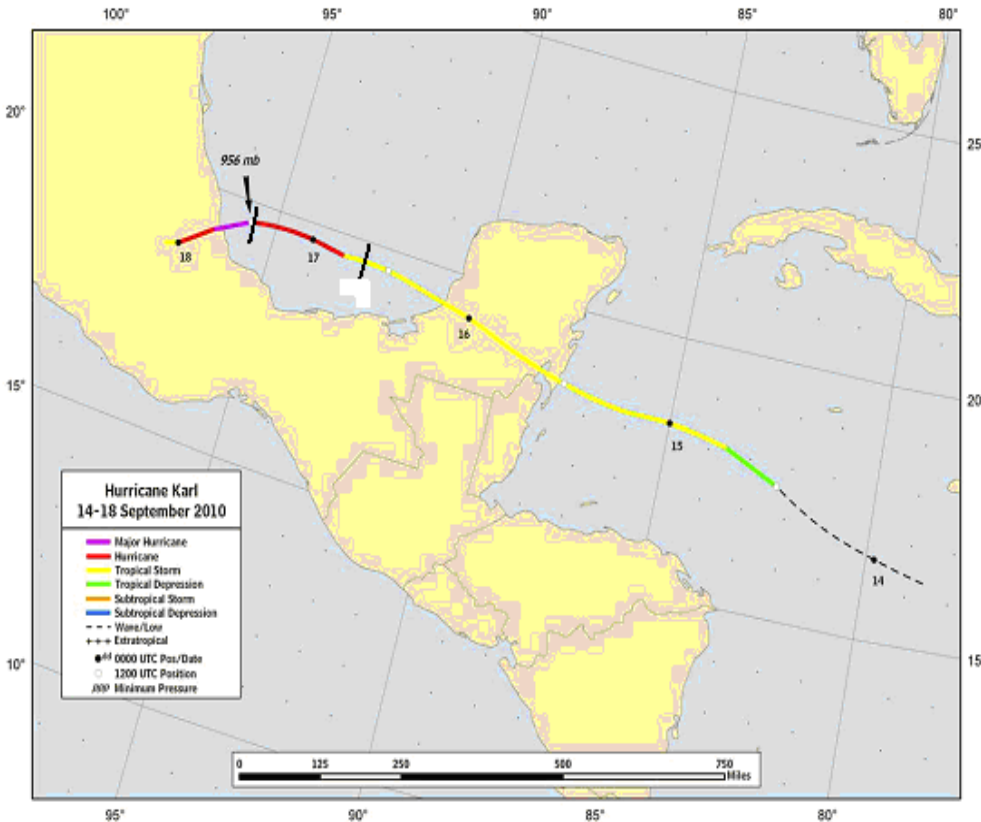 100° 95° 90° 85° 80°
20°
25°
956 mb
18
17
16
15° 20°
15
Hurricane Karl
14-18 September 2010
Major Hurricane
Hurricane
Tropical Storm
Tropical Depression
Subtropical Storm
Subtropical Depression
Wave/Low
Extratropical
dd 0000 UTC Pos/Date
1200 UTC Position
PPP Minimum Pressure
14
10° 15°
0 125 250 500 750
Miles
95° 90° 85° 80°